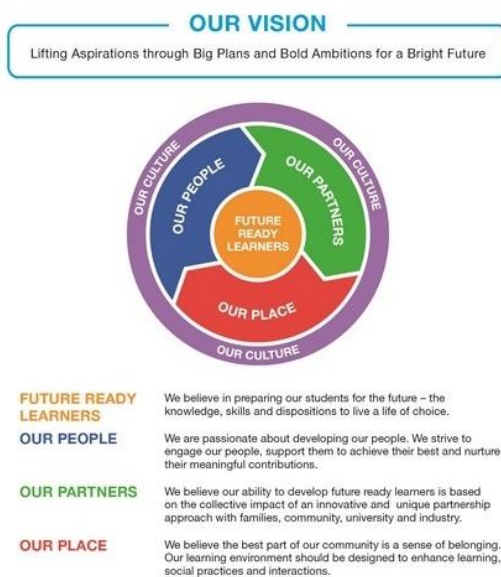 OUR VISION
Lifting Aspirations through Big Plans and Bold Ambitions for a Bright Future
OUR CULTURE
OUR CULTURE
OUR PEOPLE
OUR PARTNERS
FUTURE
READY
LEARNERS
OUR PLACE
OUR CULTURE
FUTURE READY
LEARNERS
We believe in preparing our students for the future – the
knowledge, skills and dispositions to live a life of choice.
OUR PEOPLE
We are passionate about developing our people. We strive to
engage our people, support them to achieve their best and nurture
their meaningful contributions.
OUR PARTNERS
We believe our ability to develop future ready learners is based
on the collective impact of an innovative and unique partnership
approach with families, community, university and industry.
OUR PLACE
We believe the best part of our community is a sense of belonging.
Our learning environment should be designed to enhance learning,
social practices and interactions.